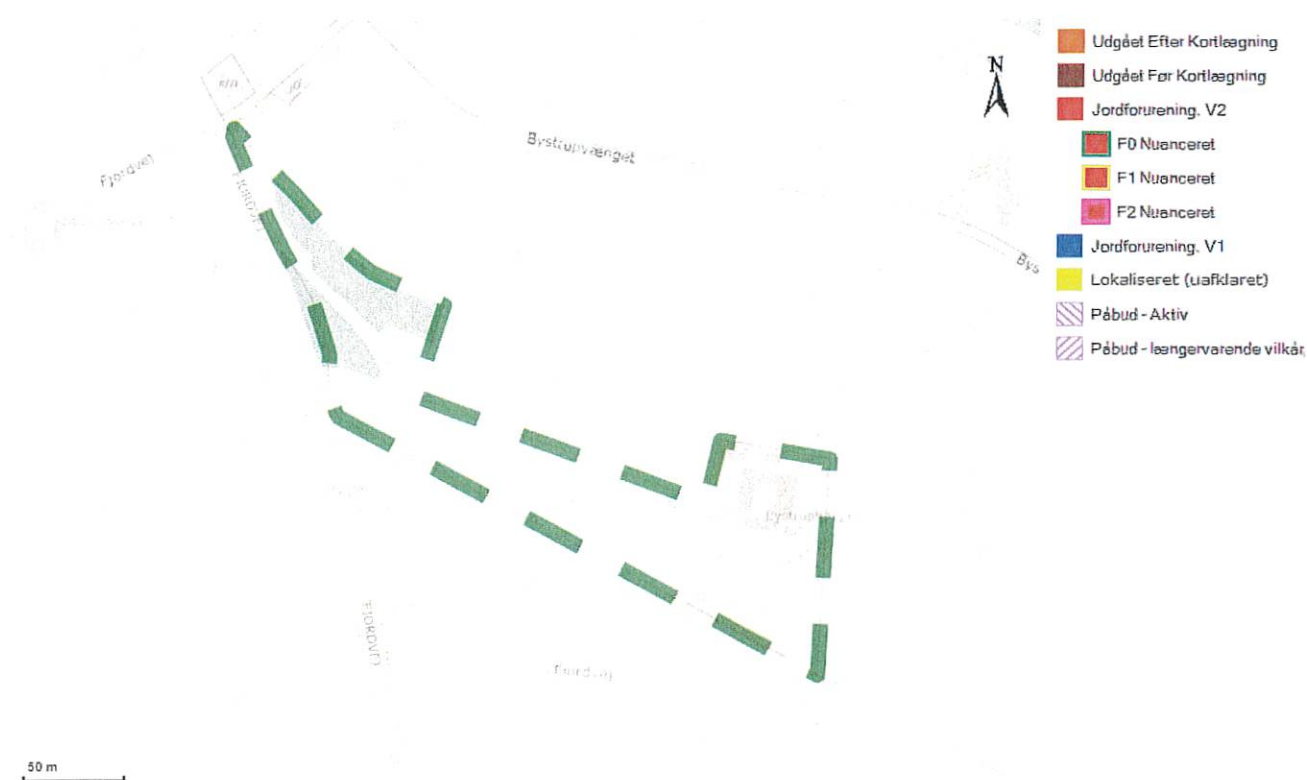 N
Udgået Efter Kortlægning
Udgået Før Kortlægning
Jordforurening. V2
F0 Nuanceret
F1 Nuanceret
F2 Nuanceret
Jordforurening. V1
Lokaliseret (uafklaret)
Påbud - Aktiv
Påbud - længervarende vilkår,
Bystrupvænget
Fjordvej
Bys
FJORDVEJ
Fjordvej
50 m